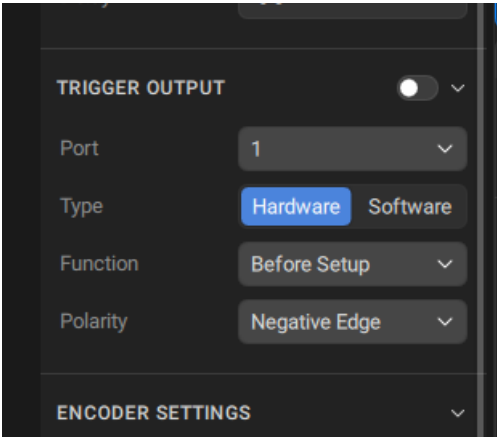 TRIGGER OUTPUT
Port 1
Type Hardware Software
Function Before Setup
Polarity Negative Edge
ENCODER SETTINGS